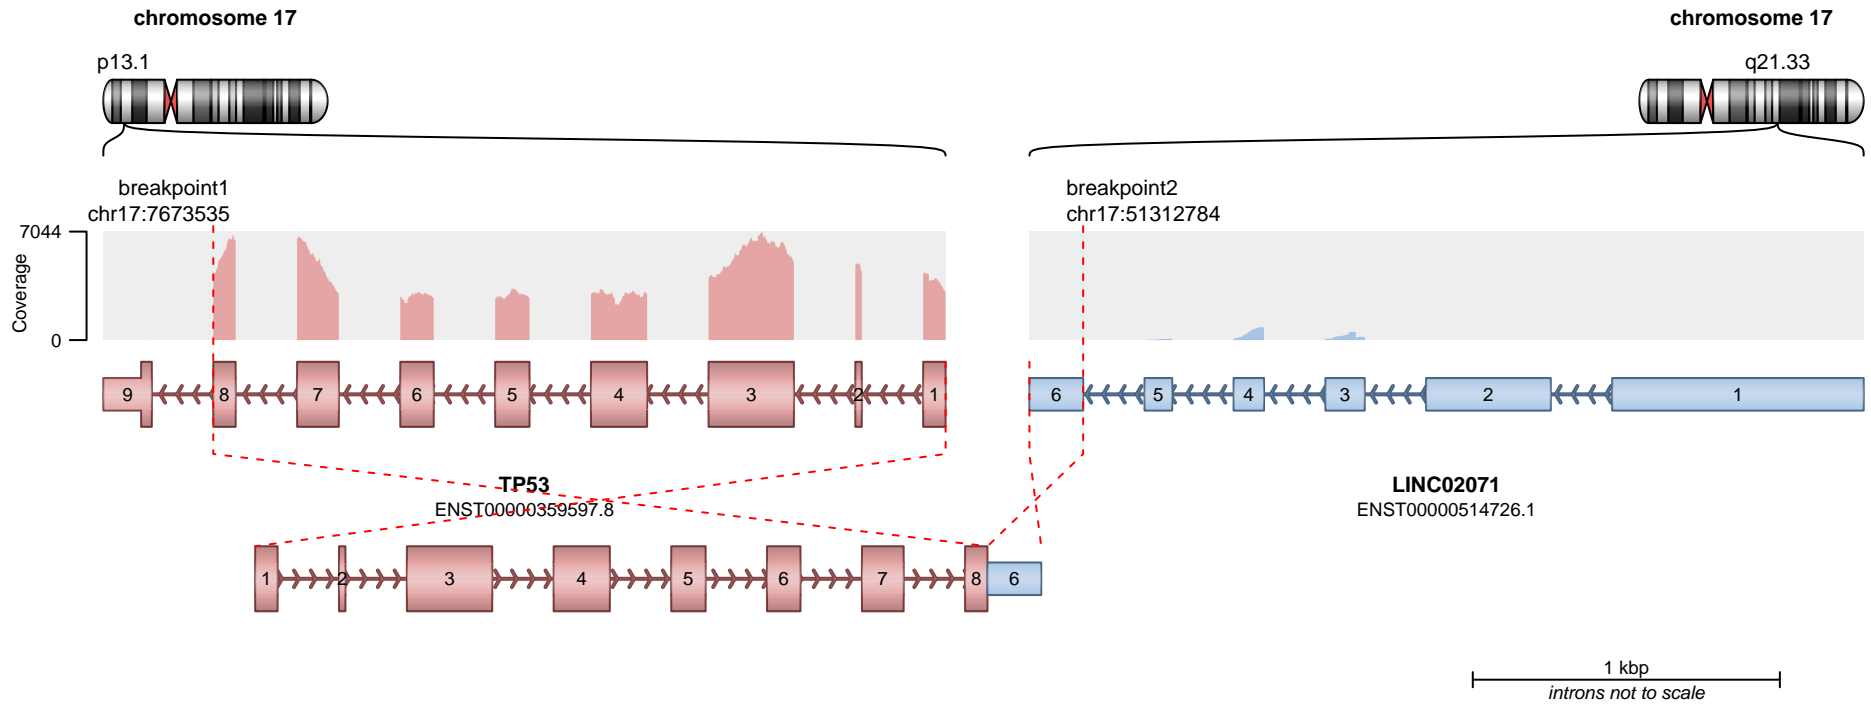 chromosome 17
chromosome 17
p13.1
q21.33
breakpoint1
chr17:7673535
breakpoint2
chr17:51312784
7044
Coverage
0
9 8 7 6 5 4 3 2 1
6 5 4 3 2 1
TP53
ENST00000359597.8
LINC02071
ENST00000514726.1
1 2 3 4 5 6 7 8 6
1 kbp
introns not to scale